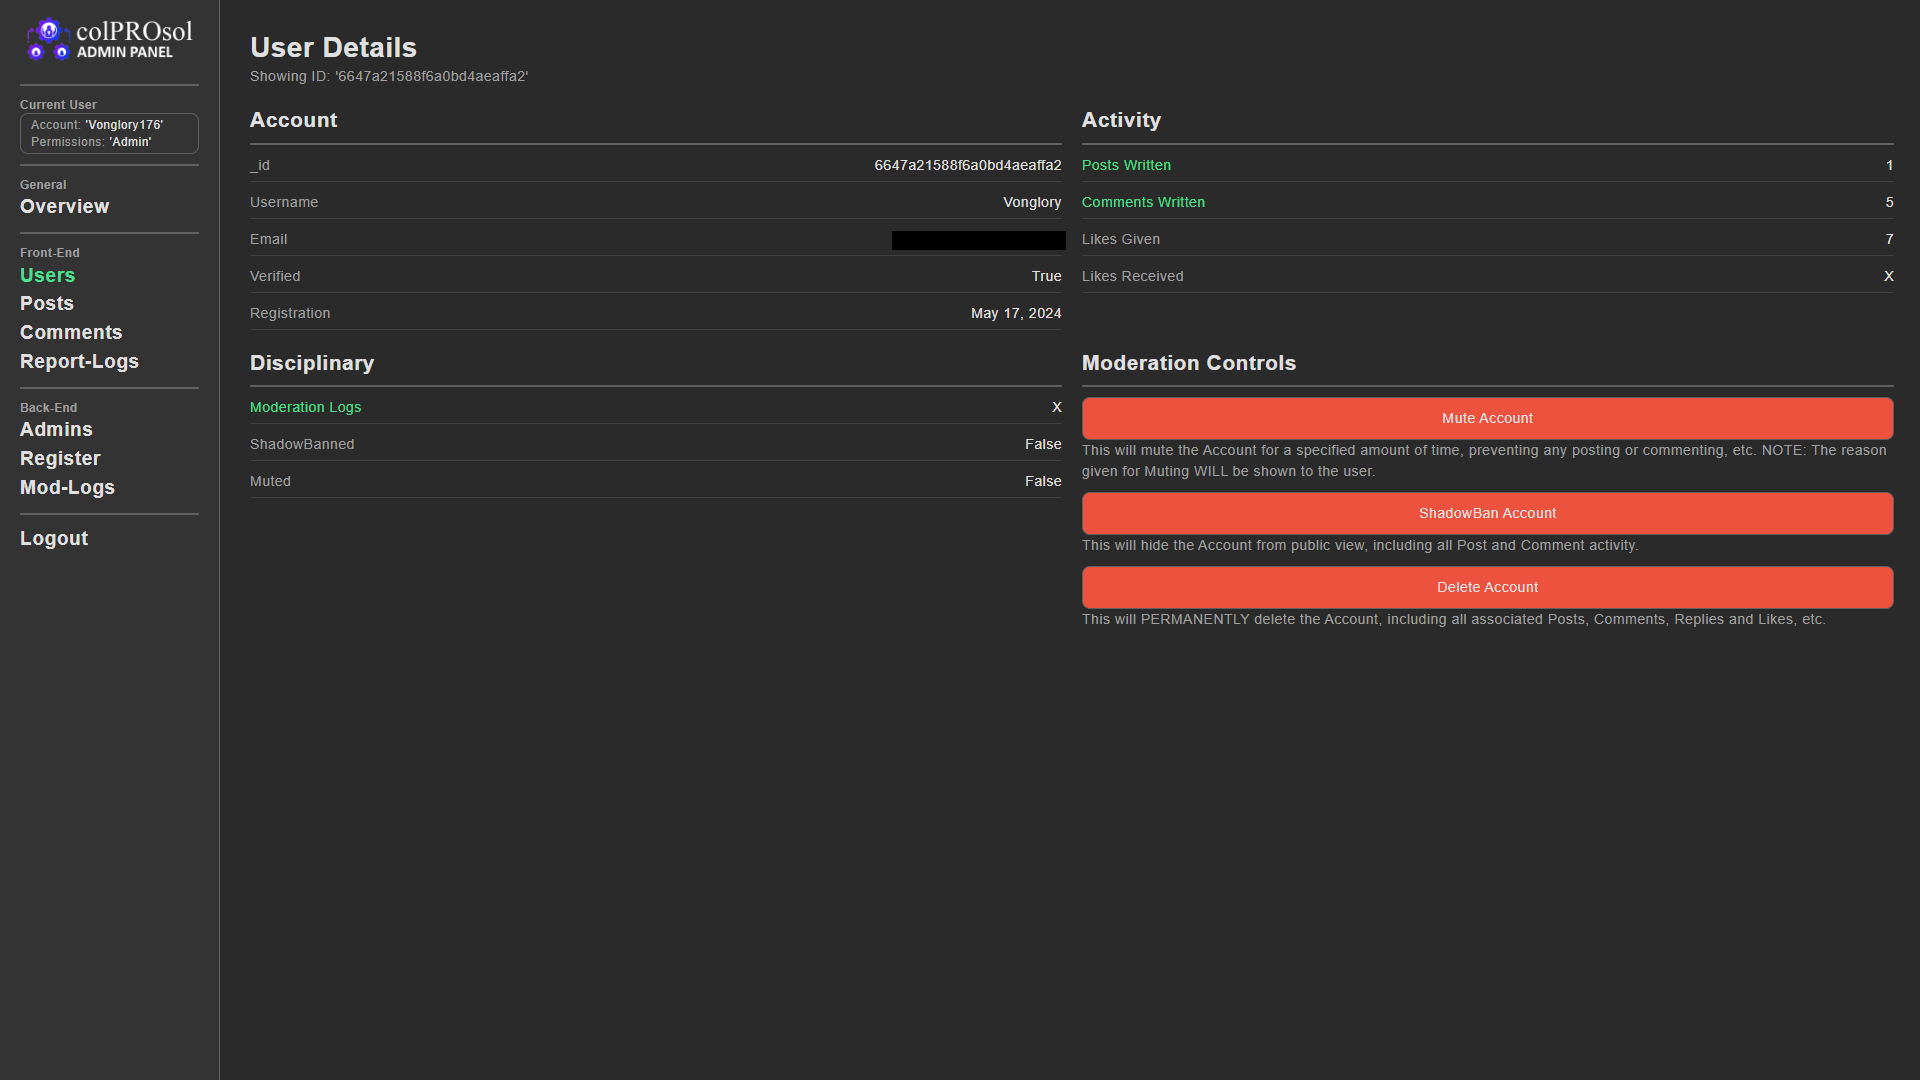 colPROsol
ADMIN PANEL
Current User
Account: 'Vonglory176'
Permissions: 'Admin'
General
Overview
Front-End
Users
Posts
Comments
Report-Logs
Back-End
Admins
Register
Mod-Logs
Logout
User Details
Showing ID: '6647a21588f6a0bd4aeaffa2'
Account
_id 6647a21588f6a0bd4aeaffa2
Username Vonglory
Email
Verified True
Registration May 17, 2024
Activity
Posts Written 1
Comments Written 5
Likes Given 7
Likes Received X
Disciplinary
Moderation Logs X
ShadowBanned False
Muted False
Moderation Controls
Mute Account
This will mute the Account for a specified amount of time, preventing any posting or commenting, etc. NOTE: The reason
given for Muting WILL be shown to the user.
ShadowBan Account
This will hide the Account from public view, including all Post and Comment activity.
Delete Account
This will PERMANENTLY delete the Account, including all associated Posts, Comments, Replies and Likes, etc.